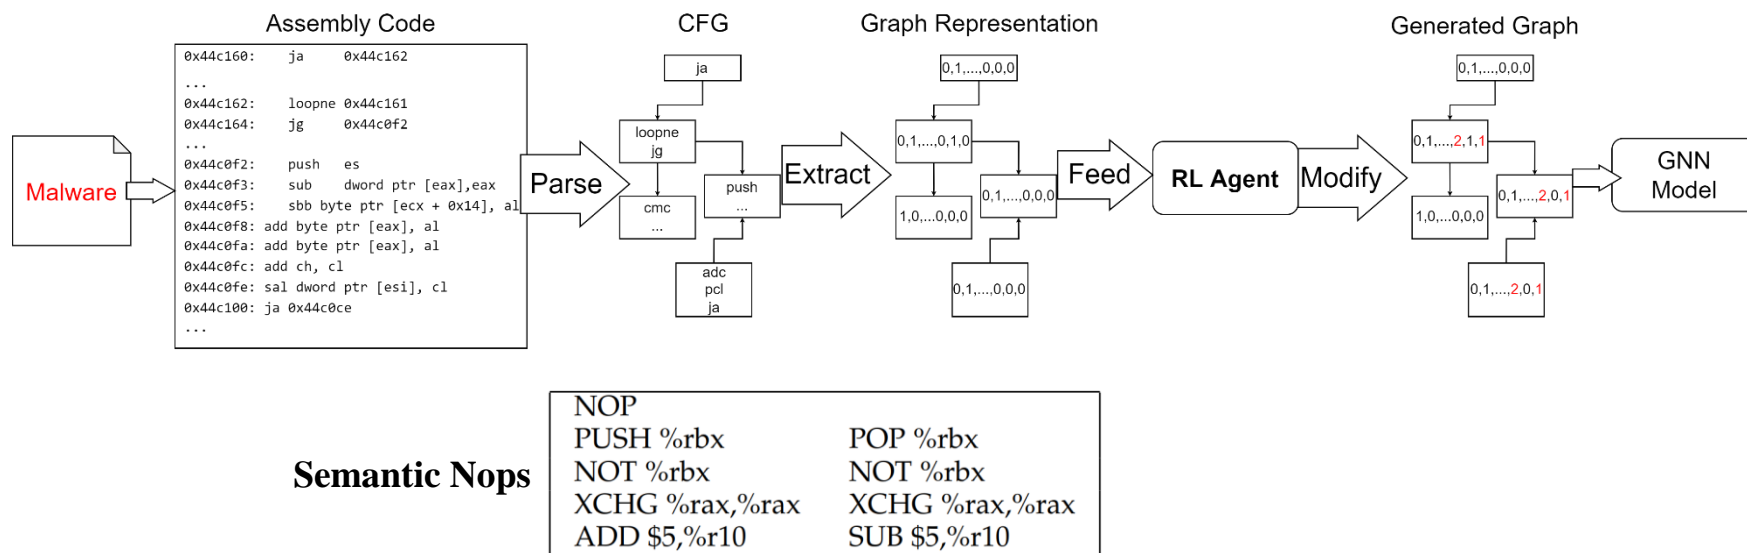 Assembly Code
CFG
Graph Representation
Generated Graph
Malware
0x44c160: ja 0x44c162
...
0x44c162: loopne 0x44c161
0x44c164: jg 0x44c0f2
...
0x44c0f2: push es
0x44c0f3: sub dword ptr [eax],eax
0x44c0f5: sbb byte ptr [ecx + 0x14], al
0x44c0f8: add byte ptr [eax], al
0x44c0fa: add byte ptr [eax], al
0x44c0fc: add ch, cl
0x44c0fe: sal dword ptr [esi], cl
0x44c100: ja 0x44c0ce
...
Parse
ja
loopne
jg
push
...
cmc
...
adc
pcl
ja
Extract
0,1,...,0,0,0
0,1,...,0,1,0
0,1,...,0,0,0
1,0,...0,0,0
0,1,...,0,0,0
Feed
RL Agent
Modify
0,1,...,0,0,0
0,1,...,2,1,1
0,1,...,2,0,1
1,0,...0,0,0
0,1,...,2,0,1
GNN
Model
Semantic Nops
NOP
PUSH %rbx POP %rbx
NOT %rbx NOT %rbx
XCHG %rax,%rax XCHG %rax,%rax
ADD $5,%r10 SUB $5,%r10